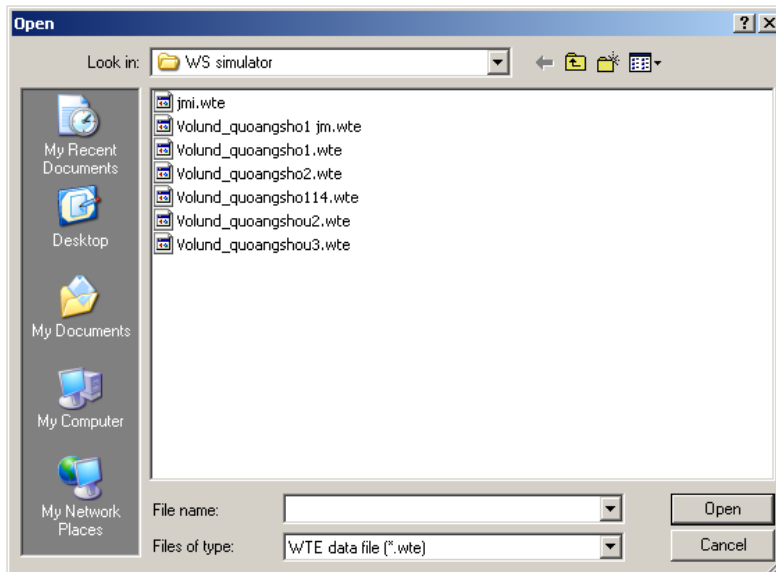 Open
Look in: WS simulator
My Recent
Documents
Desktop
My Documents
My Computer
My Network
Places
jmi.wte
Volund_quoangsho1 jm.wte
Volund_quoangsho1.wte
Volund_quoangsho2.wte
Volund_quoangsho114.wte
Volund_quoangshou2.wte
Volund_quoangshou3.wte
File name: Open
Files of type: WTE data file (*.wte) Cancel